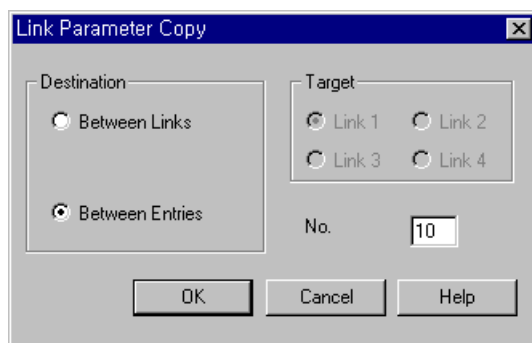 Link Parameter Copy
Destination
Between Links
Between Entries
Target
Link 1 Link 2
Link 3 Link 4
No. 10
OK Cancel Help